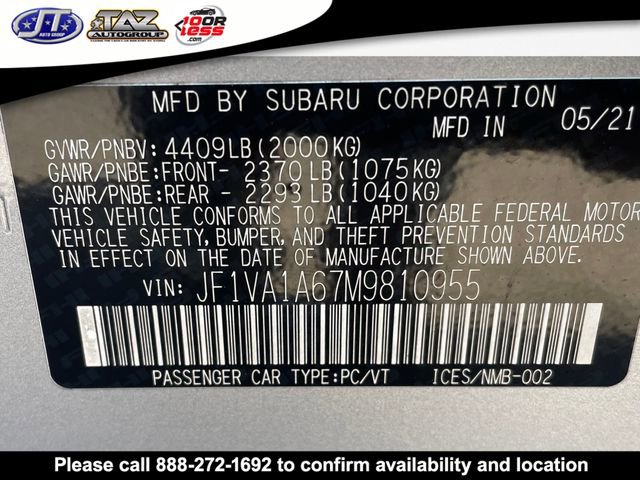 JT
AUTO GROUP
TAZ
AUTOGROUP
10K OR LESS.COM
MFD BY SUBARU CORPORATION
MFD IN 05/21
GVWR/PNBV: 4409LB(2000KG)
GAWR/PNBE:FRONT- 2370LB(1075KG)
GAWR/PNBE:REAR - 2293LB(1040KG)
THIS VEHICLE CONFORMS TO ALL APPLICABLE FEDERAL MOTOR
VEHICLE SAFETY, BUMPER, AND THEFT PREVENTION STANDARDS
IN EFFECT ON THE DATE OF MANUFACTURE SHOWN ABOVE.
VIN: JF1VA1A67M9810955
PASSENGER CAR TYPE:PC/VT ICES/NMB-002
Please call 888-272-1692 to confirm availability and location